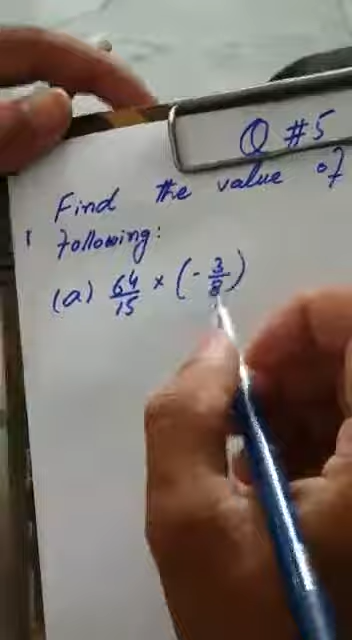 Q #5
Find the value of
following:
(a) 64/15 × (- 3/8)